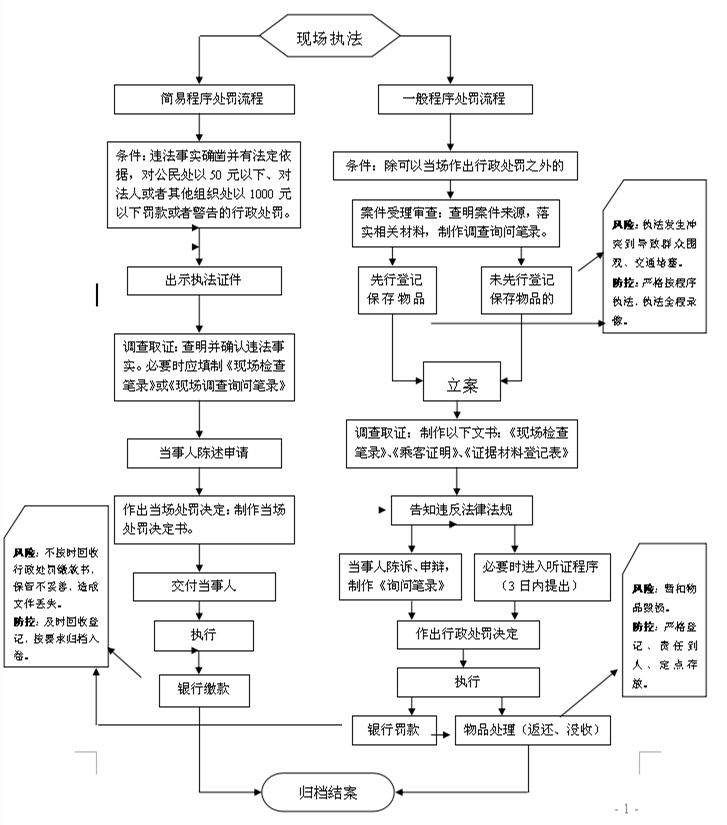 现场执法
简易程序处罚流程
一般程序处罚流程
条件：违法事实确凿并有法定依
据，对公民处以50元以下、对
法人或者其他组织处以1000元
以下罚款或者警告的行政处罚。
条件：除可以当场作出行政处罚之外的
案件受理审查：查明案件来源，落
实相关材料，制作调查询问笔录。
风险：执法发生冲
突到导致群众围
观、交通堵塞。
防控：严格按程序
执法，执法全程录
像。
出示执法证件
先行登记
保存物品
未先行登记
保存物品的
调查取证：查明并确认违法事
实。必要时应填制《现场检查
笔录》或《现场调查询问笔录》
立案
调查取证：制作以下文书：《现场检查
笔录》、《乘客证明》、《证据材料登记表》
当事人陈述申请
作出当场处罚决定：制作当场
处罚决定书。
告知违反法律法规
风险：不按时回收
行政处罚缴款书，
保管不妥善，造成
文件丢失。
防控：及时回收登
记，按要求归档入
卷。
交付当事人
当事人陈诉、申辩，
制作《询问笔录》
必要时进入听证程序
（3日内提出）
风险：暂扣物
品毁损。
防控：严格登
记、责任到
人、定点存
放。
执行
作出行政处罚决定
银行缴款
执行
银行罚款
物品处理（返还、没收）
归档结案
- 1 -